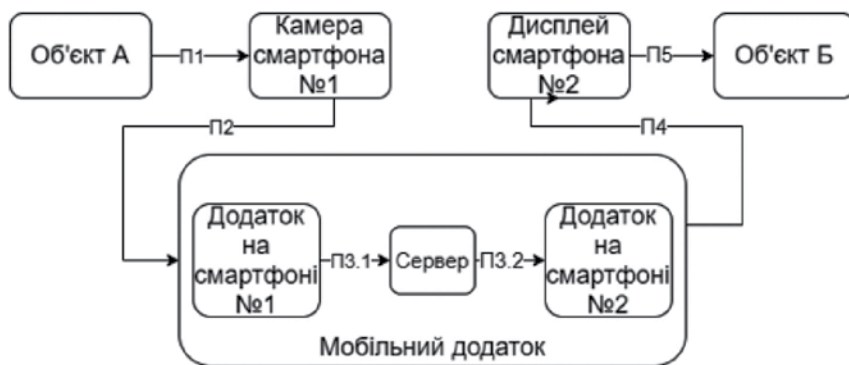 Об'єкт А
П1
Камера
смартфона
№1
Дисплей
смартфона
№2
П5
Об'єкт Б
П2
П4
Додаток
на
смартфоні
№1
П3.1
Сервер
П3.2
Додаток
на
смартфоні
№2
Мобільний додаток